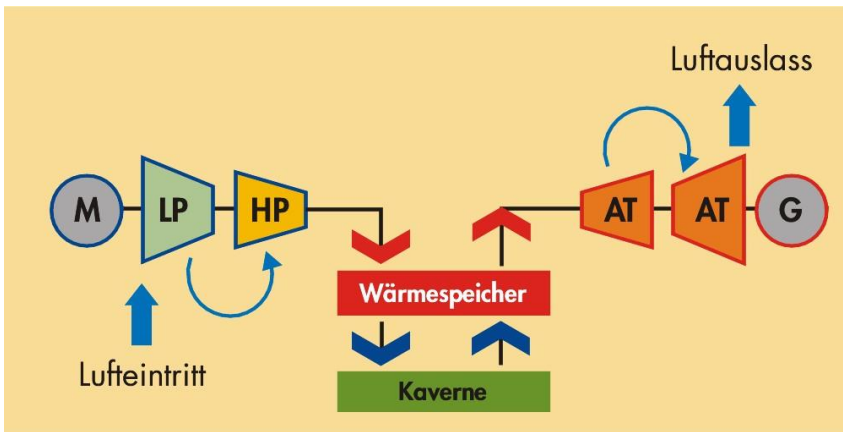 Luftauslass
M
LP
HP
AT
AT
G
Wärmespeicher
Lufteintritt
Kaverne